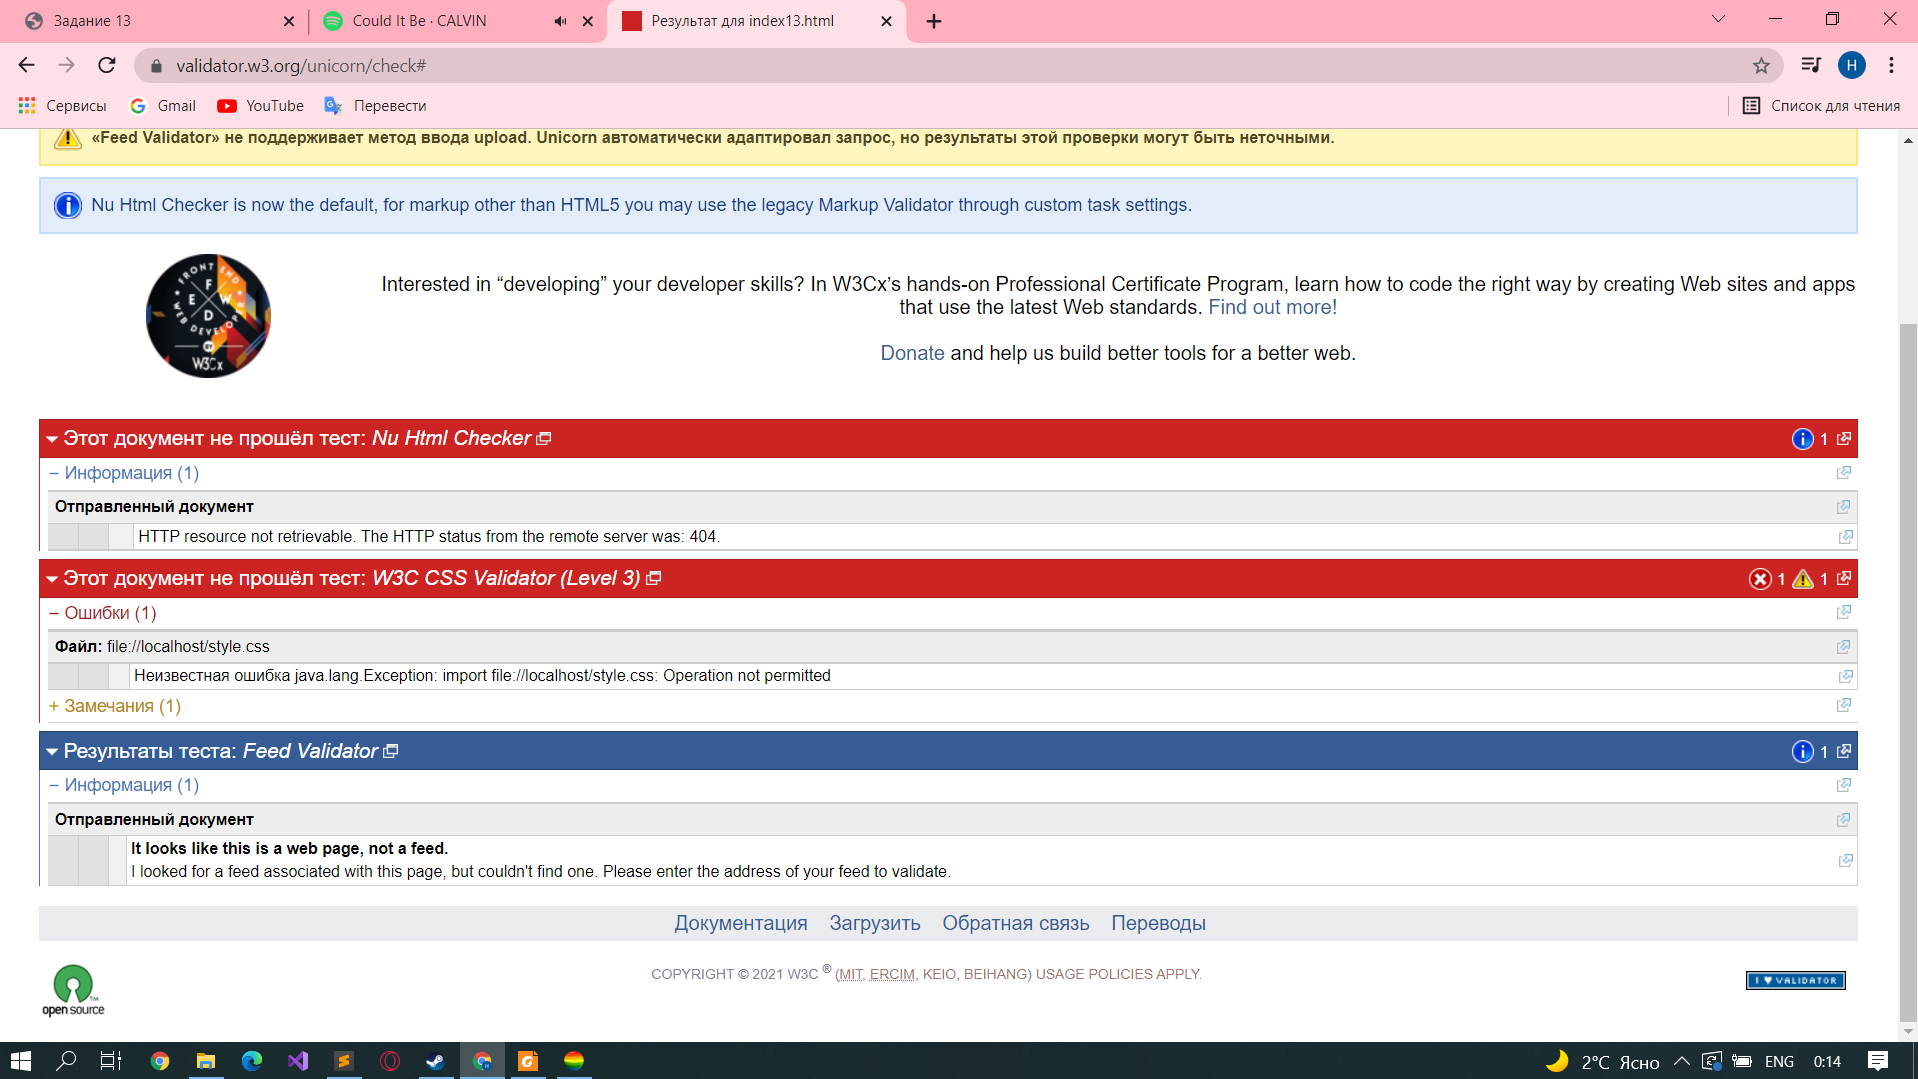 Задание 13
Could It Be · CALVIN
Результат для index13.html
validator.w3.org/unicorn/check#
H
Сервисы
Gmail
YouTube
Перевести
Список для чтения
«Feed Validator» не поддерживает метод ввода upload. Unicorn автоматически адаптировал запрос, но результаты этой проверки могут быть неточными.
Nu Html Checker is now the default, for markup other than HTML5 you may use the legacy Markup Validator through custom task settings.
FRONT END
F E W D
WEB DEVELOP
W3Cx
Interested in “developing” your developer skills? In W3Cx’s hands-on Professional Certificate Program, learn how to code the right way by creating Web sites and apps
that use the latest Web standards. Find out more!
Donate and help us build better tools for a better web.
Этот документ не прошёл тест: Nu Html Checker
1
− Информация (1)
Отправленный документ
HTTP resource not retrievable. The HTTP status from the remote server was: 404.
Этот документ не прошёл тест: W3C CSS Validator (Level 3)
1 1
− Ошибки (1)
Файл: file://localhost/style.css
Неизвестная ошибка java.lang.Exception: import file://localhost/style.css: Operation not permitted
+ Замечания (1)
Результаты теста: Feed Validator
1
− Информация (1)
Отправленный документ
It looks like this is a web page, not a feed.
I looked for a feed associated with this page, but couldn't find one. Please enter the address of your feed to validate.
Документация Загрузить Обратная связь Переводы
COPYRIGHT © 2021 W3C ® (MIT, ERCIM, KEIO, BEIHANG) USAGE POLICIES APPLY.
open source™
I ♥ VALIDATOR
2°C Ясно
ENG
0:14